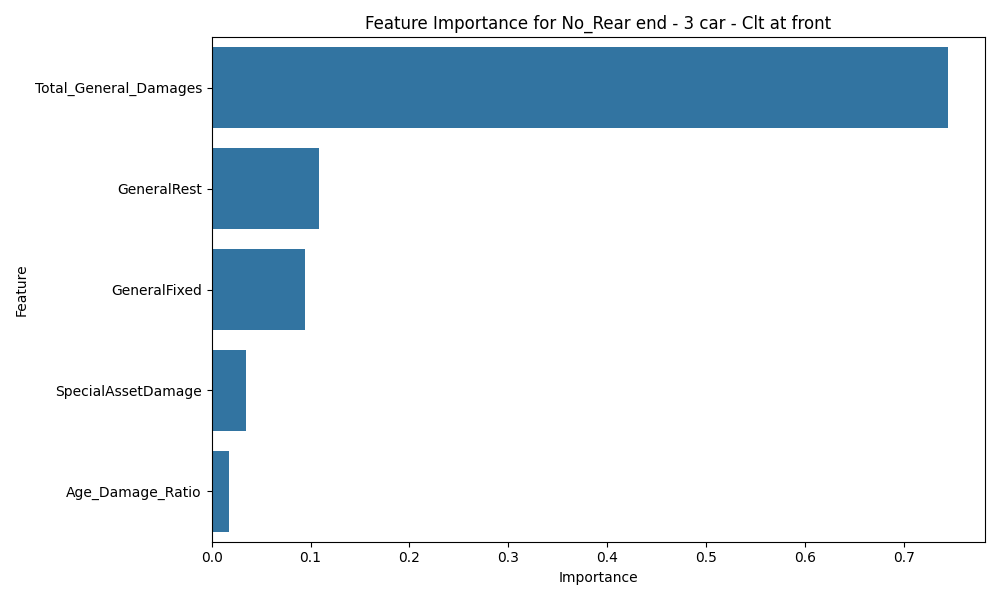 Feature Importance for No_Rear end - 3 car - Clt at front
Total_General_Damages
GeneralRest
GeneralFixed
SpecialAssetDamage
Age_Damage_Ratio
Feature
0.0 0.1 0.2 0.3 0.4 0.5 0.6 0.7
Importance